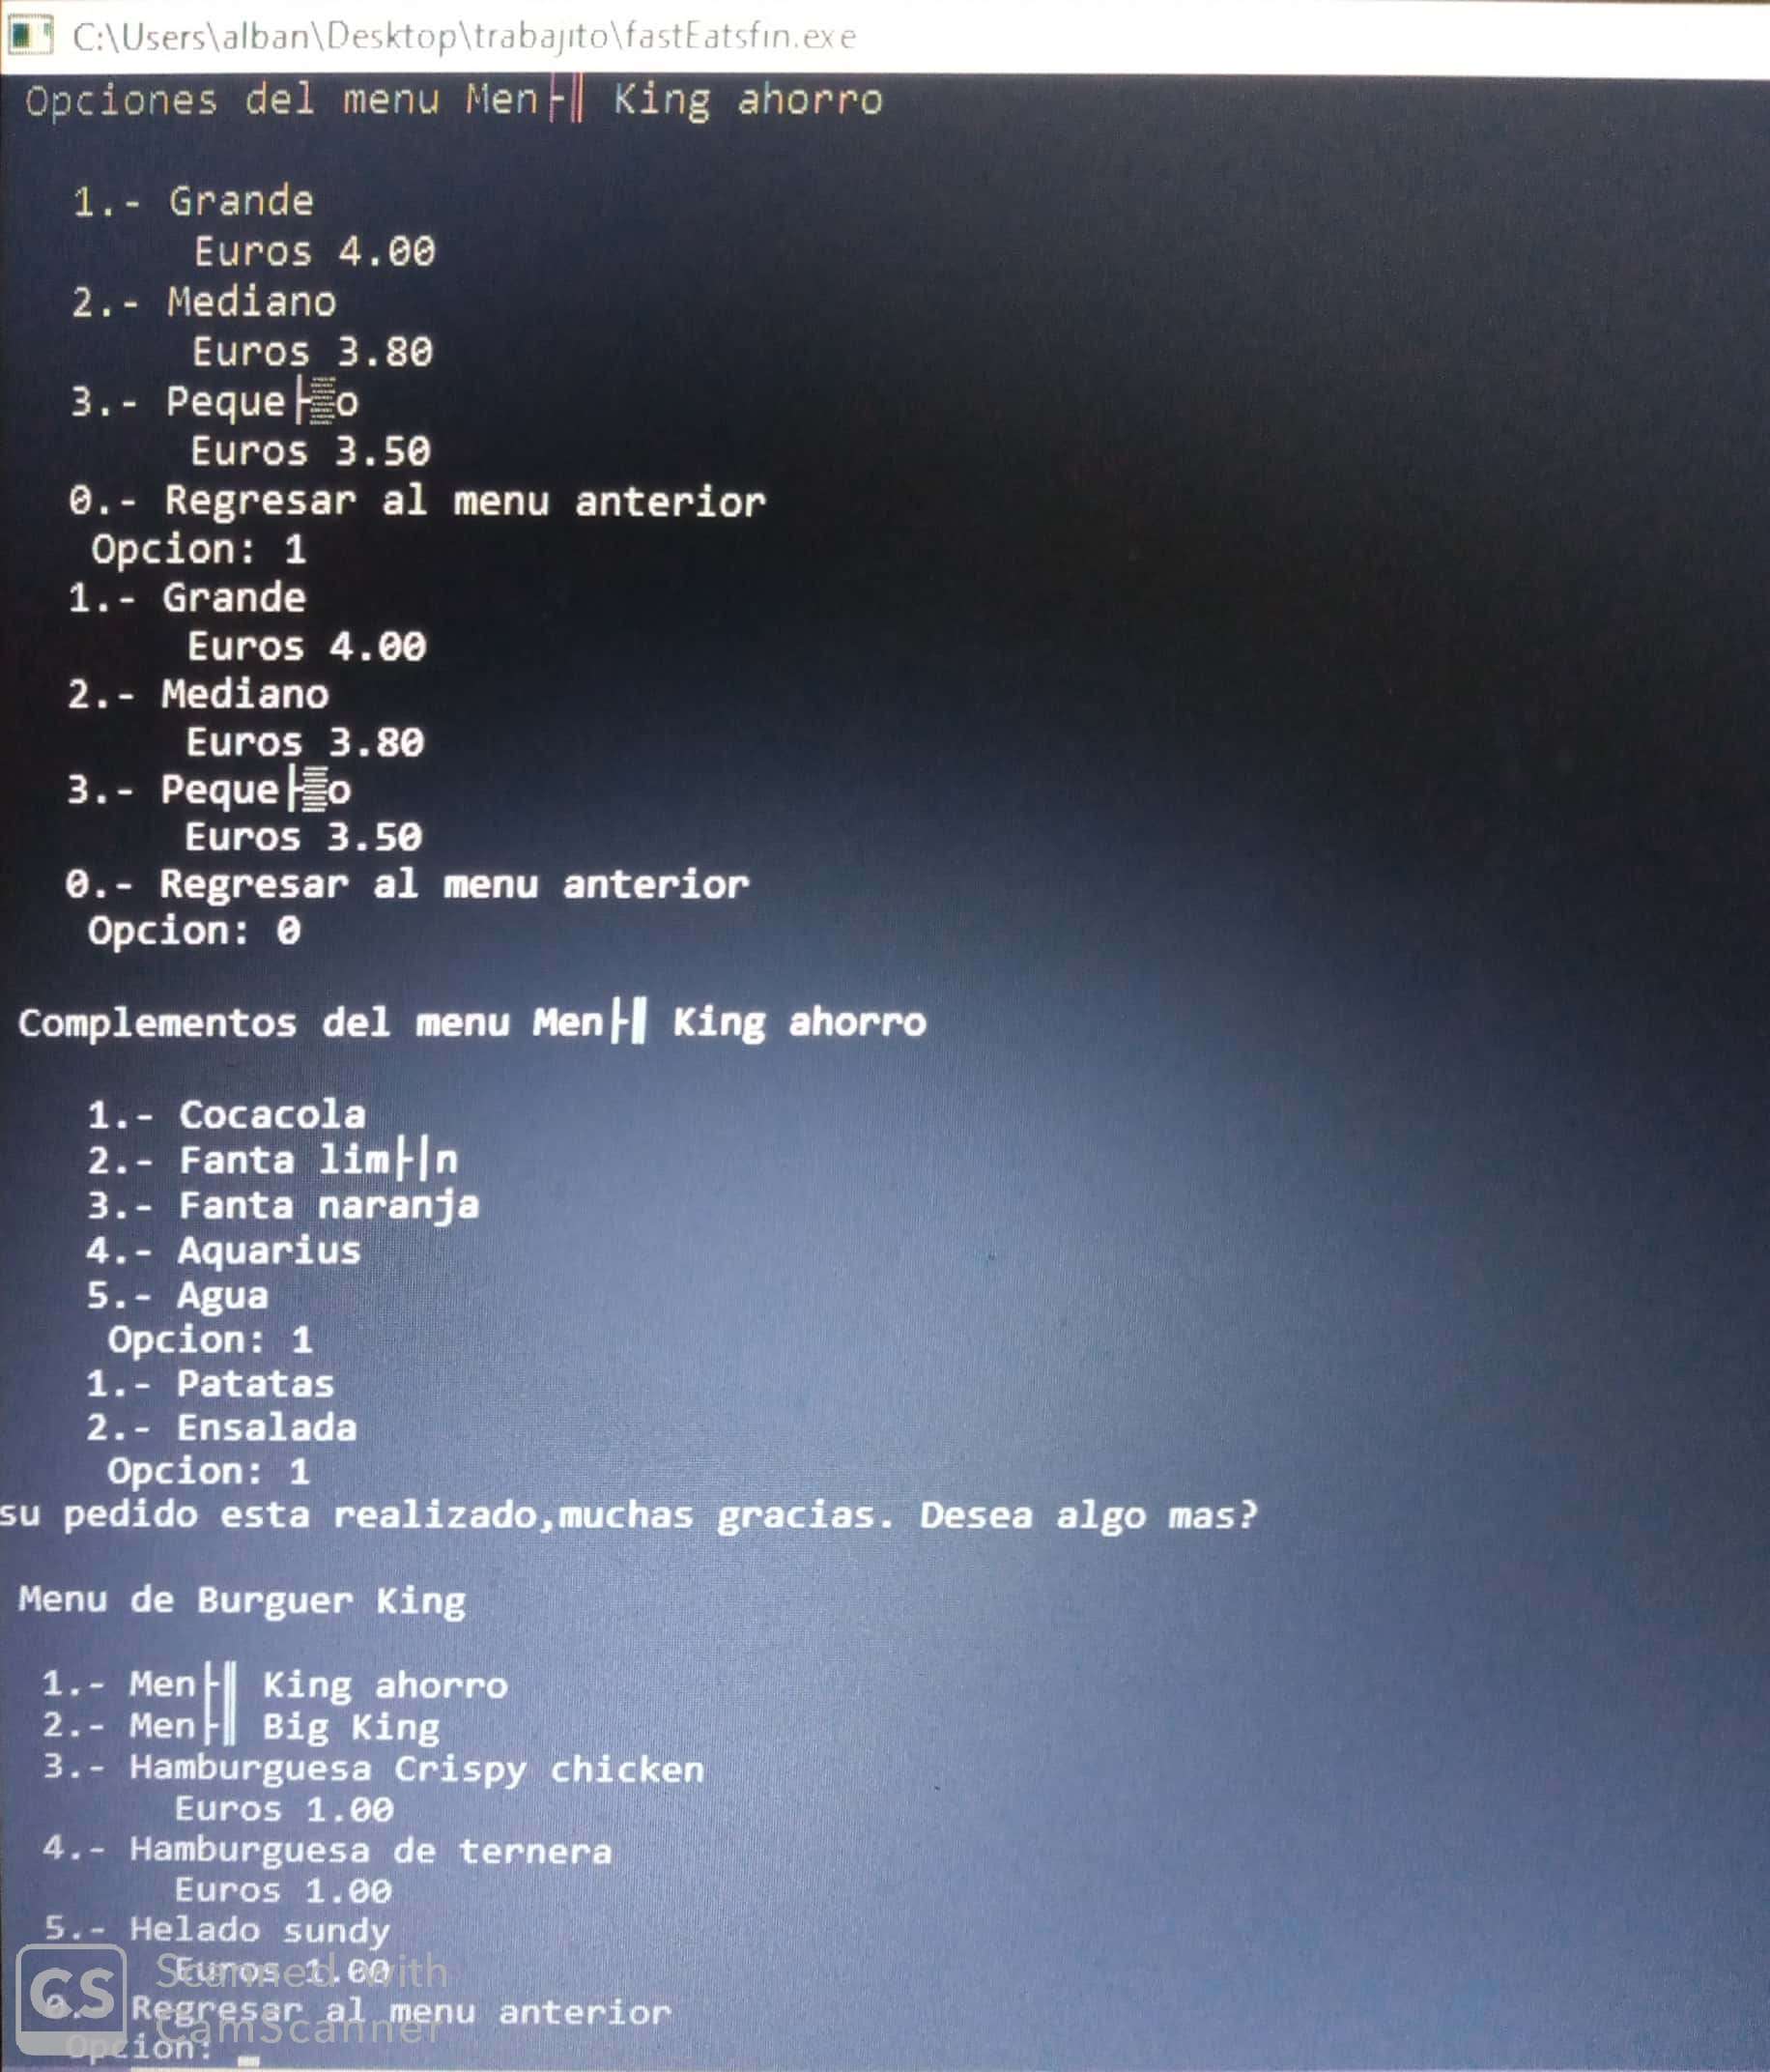 C:\Users\alban\Desktop\trabajito\fastEatsfin.exe
Opciones del menu Men├║ King ahorro
1.- Grande
Euros 4.00
2.- Mediano
Euros 3.80
3.- Peque├▒o
Euros 3.50
0.- Regresar al menu anterior
Opcion: 1
1.- Grande
Euros 4.00
2.- Mediano
Euros 3.80
3.- Peque├▒o
Euros 3.50
0.- Regresar al menu anterior
Opcion: 0
Complementos del menu Men├║ King ahorro
1.- Cocacola
2.- Fanta lim├│n
3.- Fanta naranja
4.- Aquarius
5.- Agua
Opcion: 1
1.- Patatas
2.- Ensalada
Opcion: 1
su pedido esta realizado,muchas gracias. Desea algo mas?
Menu de Burguer King
1.- Men├║ King ahorro
2.- Men├║ Big King
3.- Hamburguesa Crispy chicken
Euros 1.00
4.- Hamburguesa de ternera
Euros 1.00
5.- Helado sundy
Euros 1.00
0.- Regresar al menu anterior
Opcion:
CS Scanned with
CamScanner